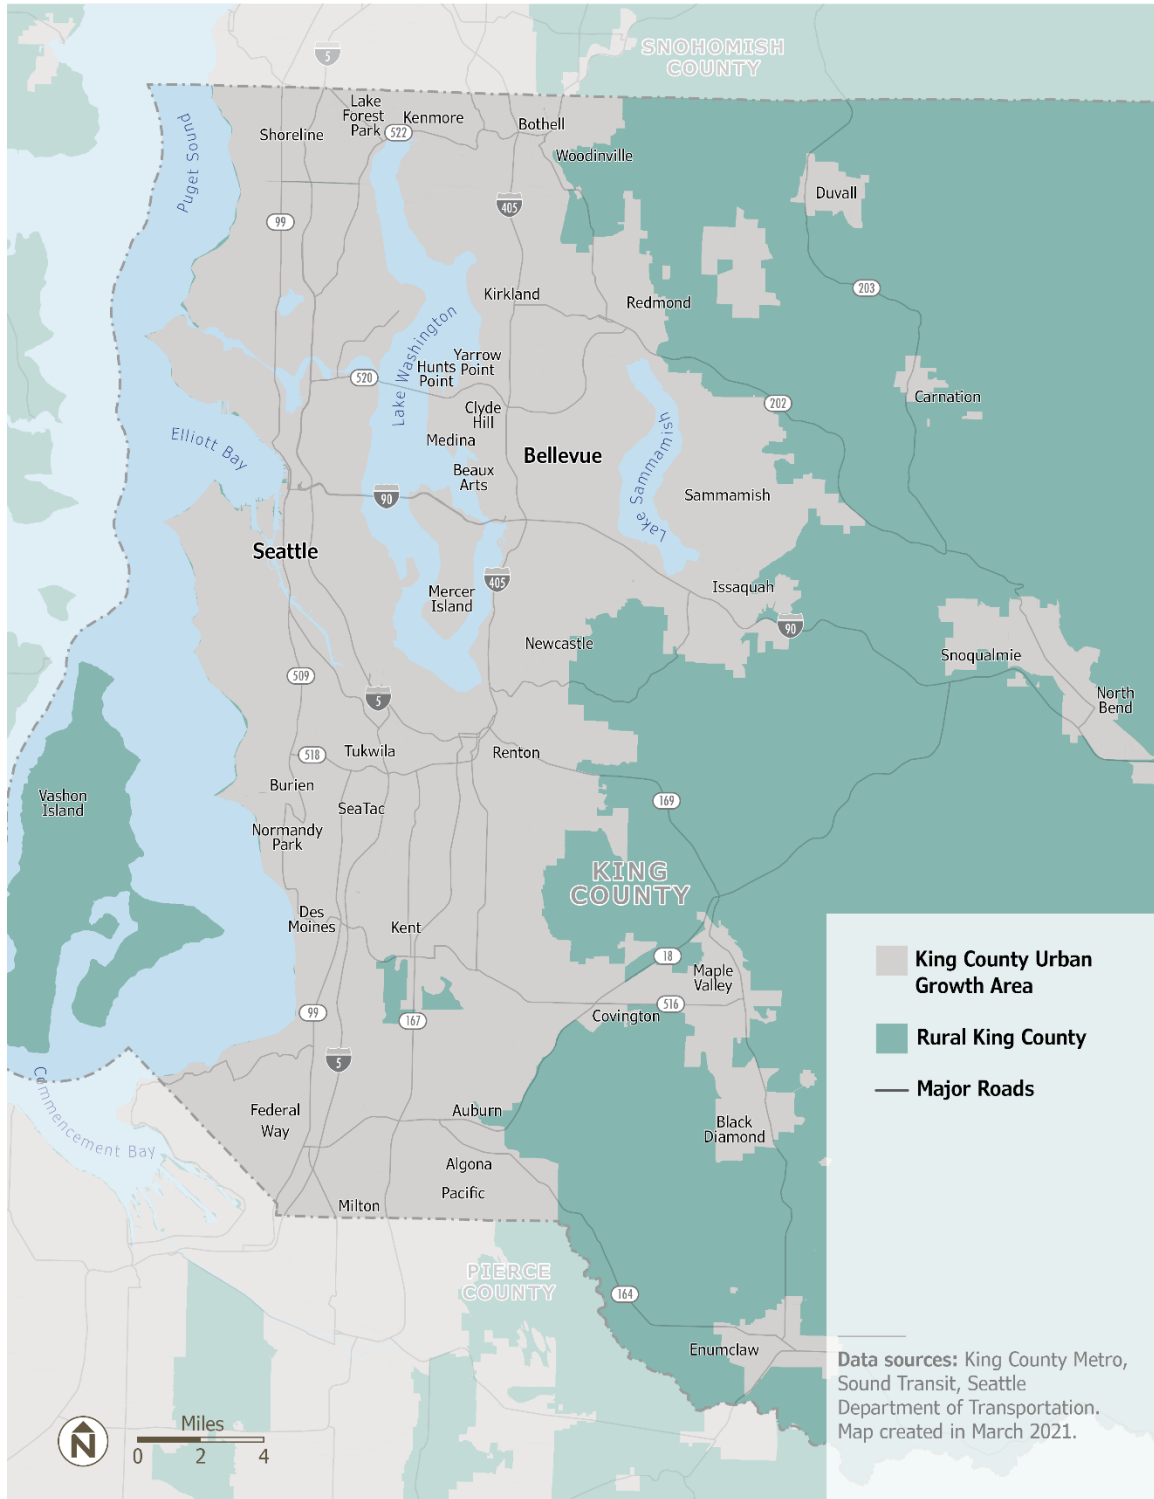 SNOHOMISH
COUNTY
5
Lake
Forest
Park
Kenmore
522
Shoreline
Bothell
Woodinville
Puget Sound
Duvall
405
99
203
Kirkland
Redmond
Lake Washington
Yarrow
Point
Hunts
Point
520
Carnation
202
Clyde
Hill
Elliott Bay
Medina
Bellevue
Lake Sammamish
Beaux
Arts
90
Sammamish
Seattle
405
Issaquah
Mercer
Island
90
Newcastle
Snoqualmie
509
5
North
Bend
518
Tukwila
Renton
Burien
Vashon
Island
SeaTac
169
Normandy
Park
KING
COUNTY
Des
Moines
Kent
18
Maple
Valley
516
Covington
99
167
5
Commencement Bay
Federal
Way
Auburn
Black
Diamond
Algona
Pacific
Milton
PIERCE
COUNTY
164
Enumclaw
King County Urban
Growth Area
Rural King County
Major Roads
Data sources: King County Metro,
Sound Transit, Seattle
Department of Transportation.
Map created in March 2021.
N
Miles
0 2 4